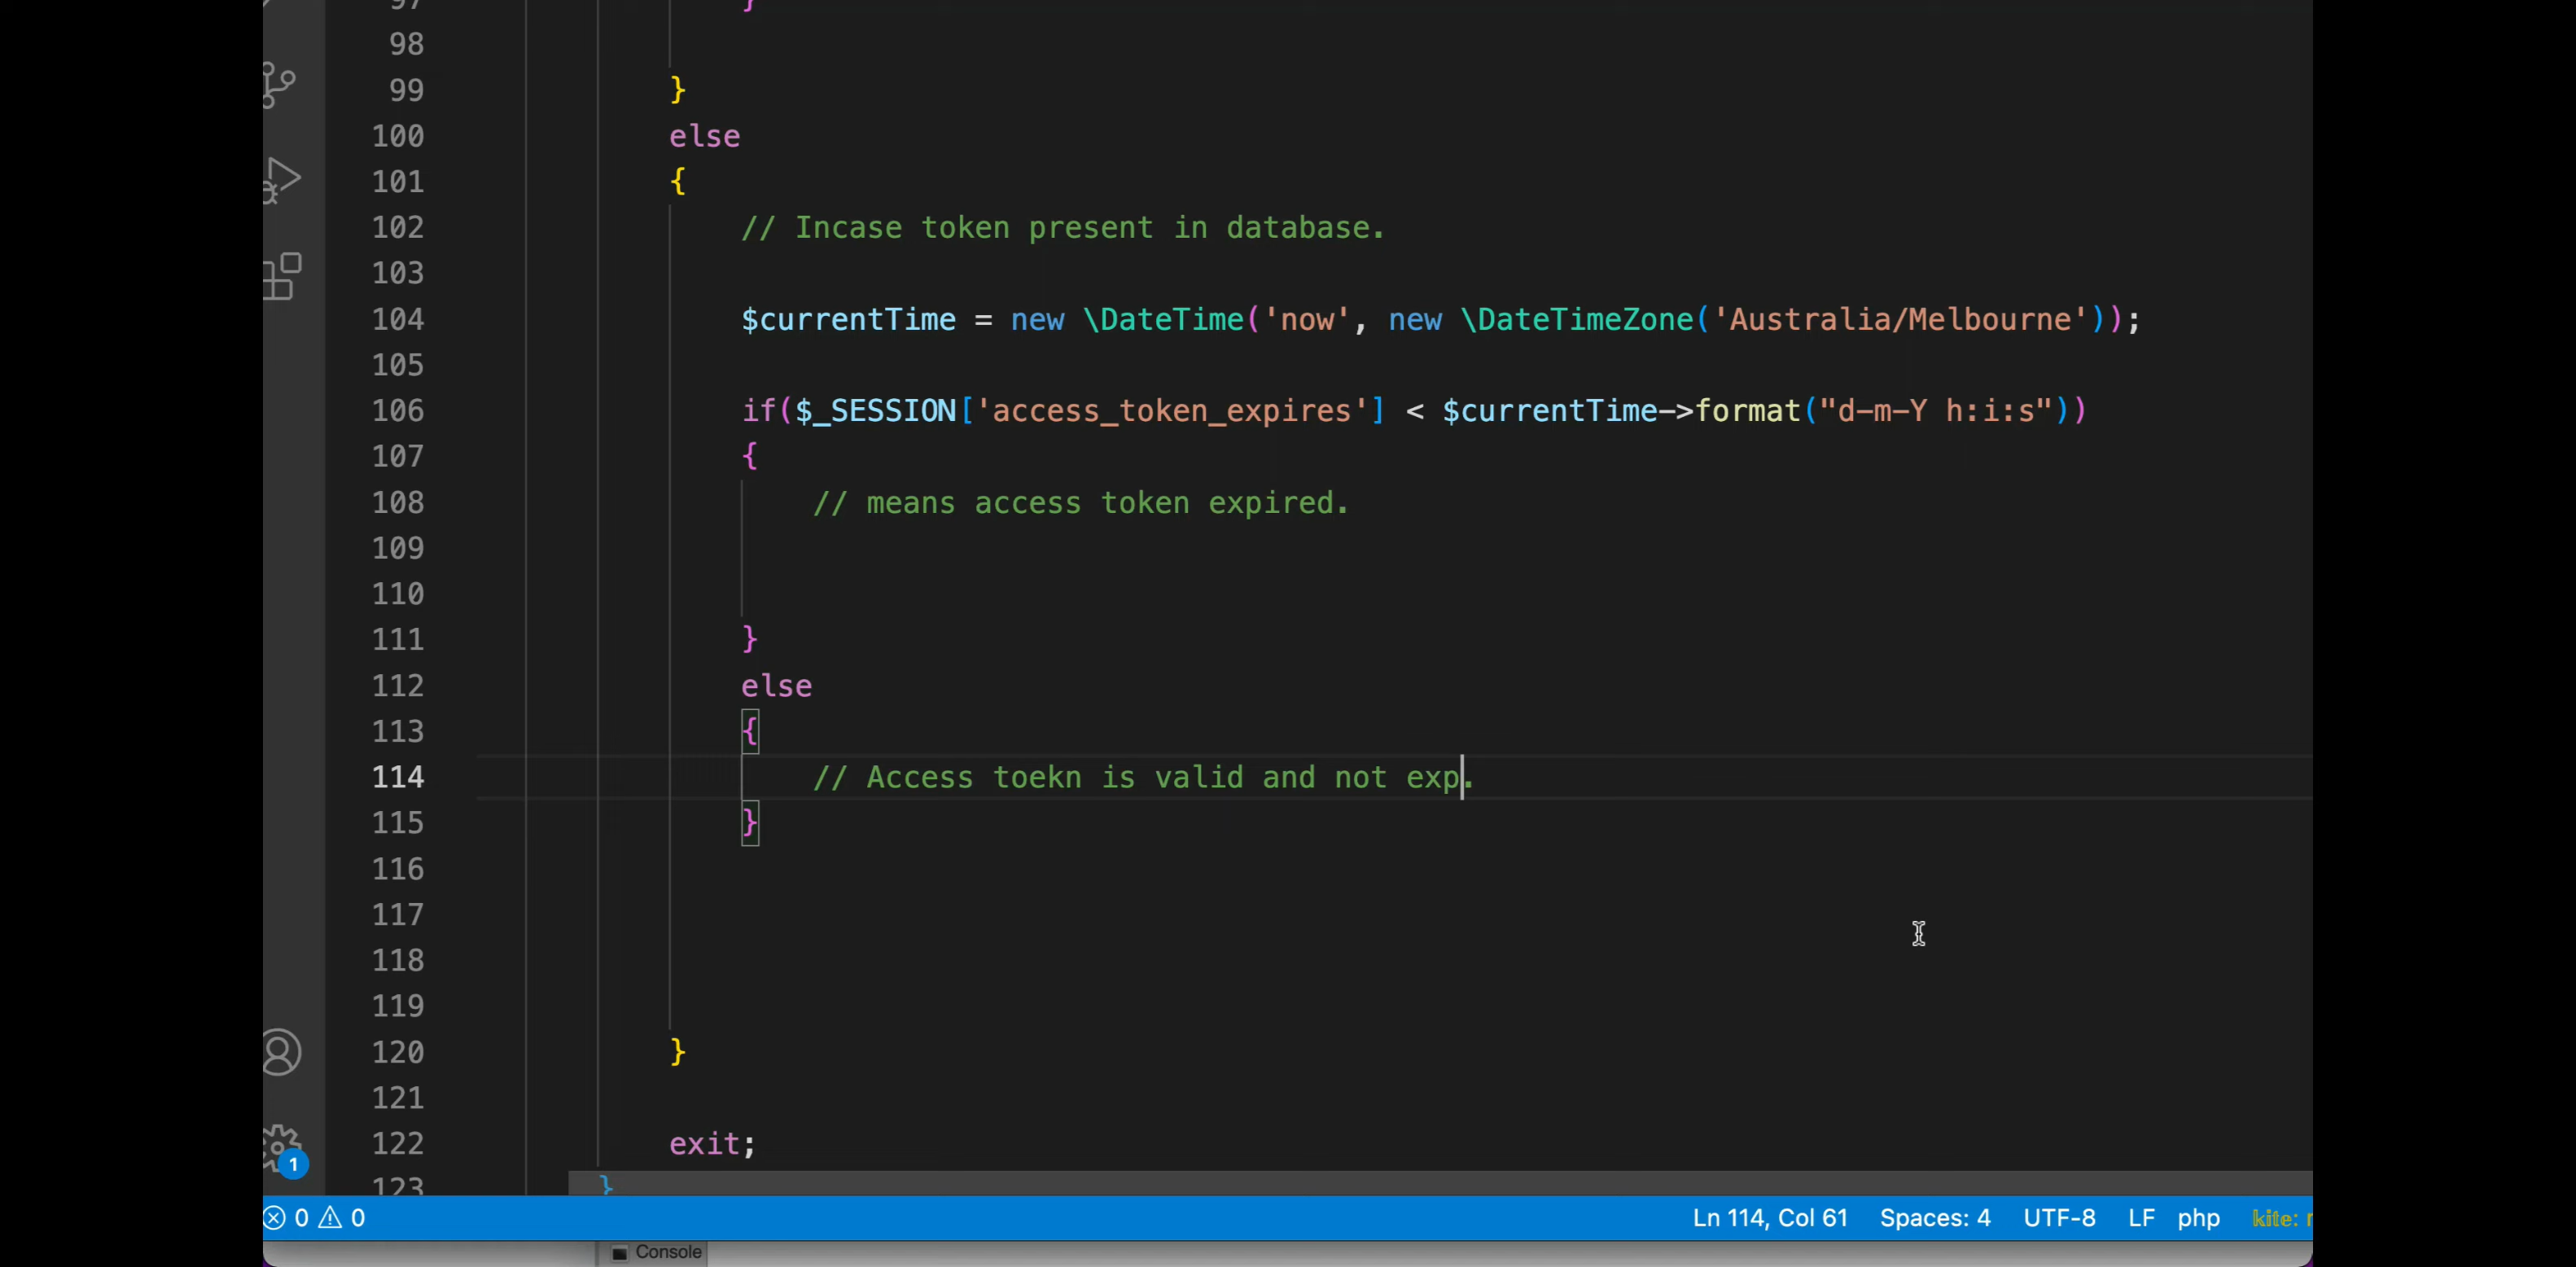 97 }
98
99 }
100 else
101 {
102 // Incase token present in database.
103
104 $currentTime = new \DateTime('now', new \DateTimeZone('Australia/Melbourne'));
105
106 if($_SESSION['access_token_expires'] < $currentTime->format("d-m-Y h:i:s"))
107 {
108 // means access token expired.
109
110
111 }
112 else
113 {
114 // Access toekn is valid and not exp.
115 }
116
117
118
119
120 }
121
122 exit;
123 }
1
0 0 Ln 114, Col 61 Spaces: 4 UTF-8 LF php kite:
Console